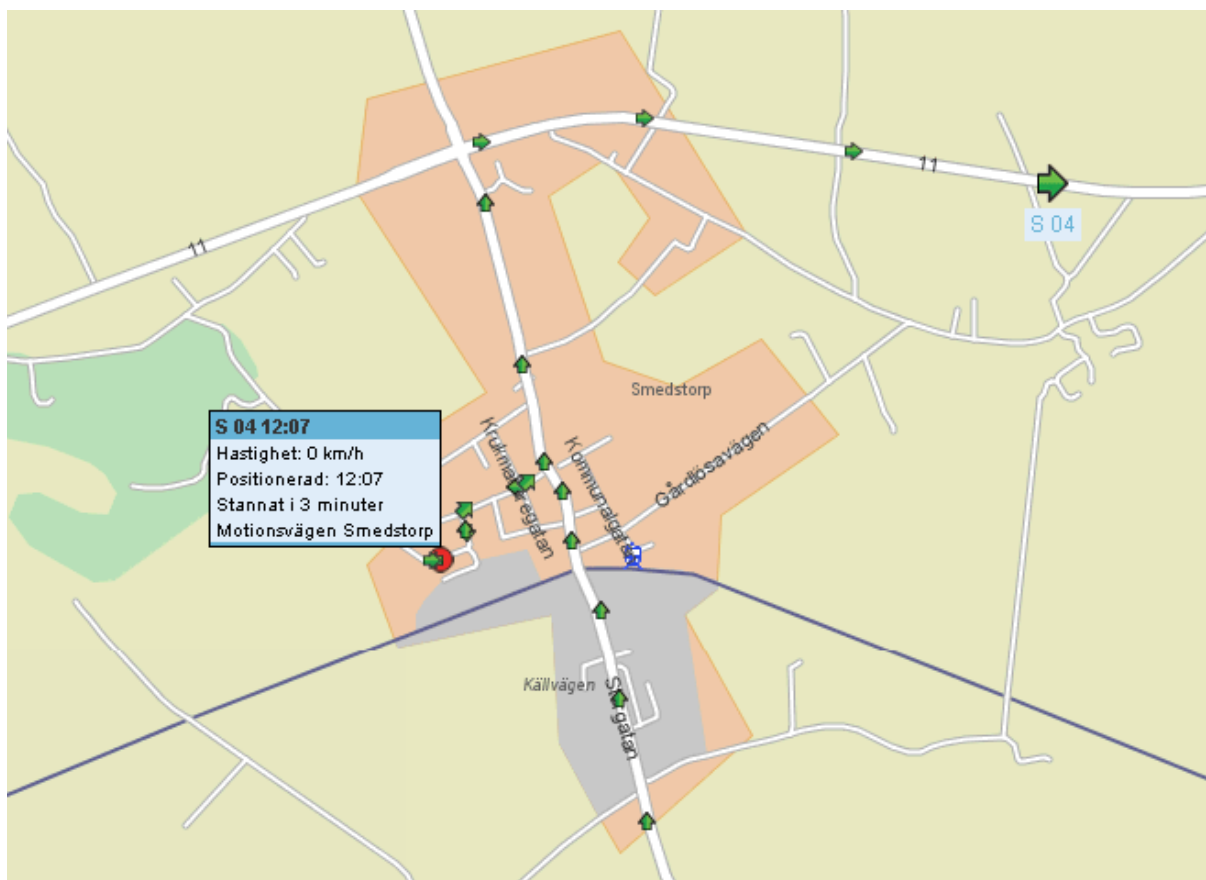 11
S 04
11
Smedstorp
S 04 12:07
Hastighet: 0 km/h
Positionerad: 12:07
Stannat i 3 minuter
Motionsvägen Smedstorp
Kommunalgatan
Gårdlösavägen
Källvägen